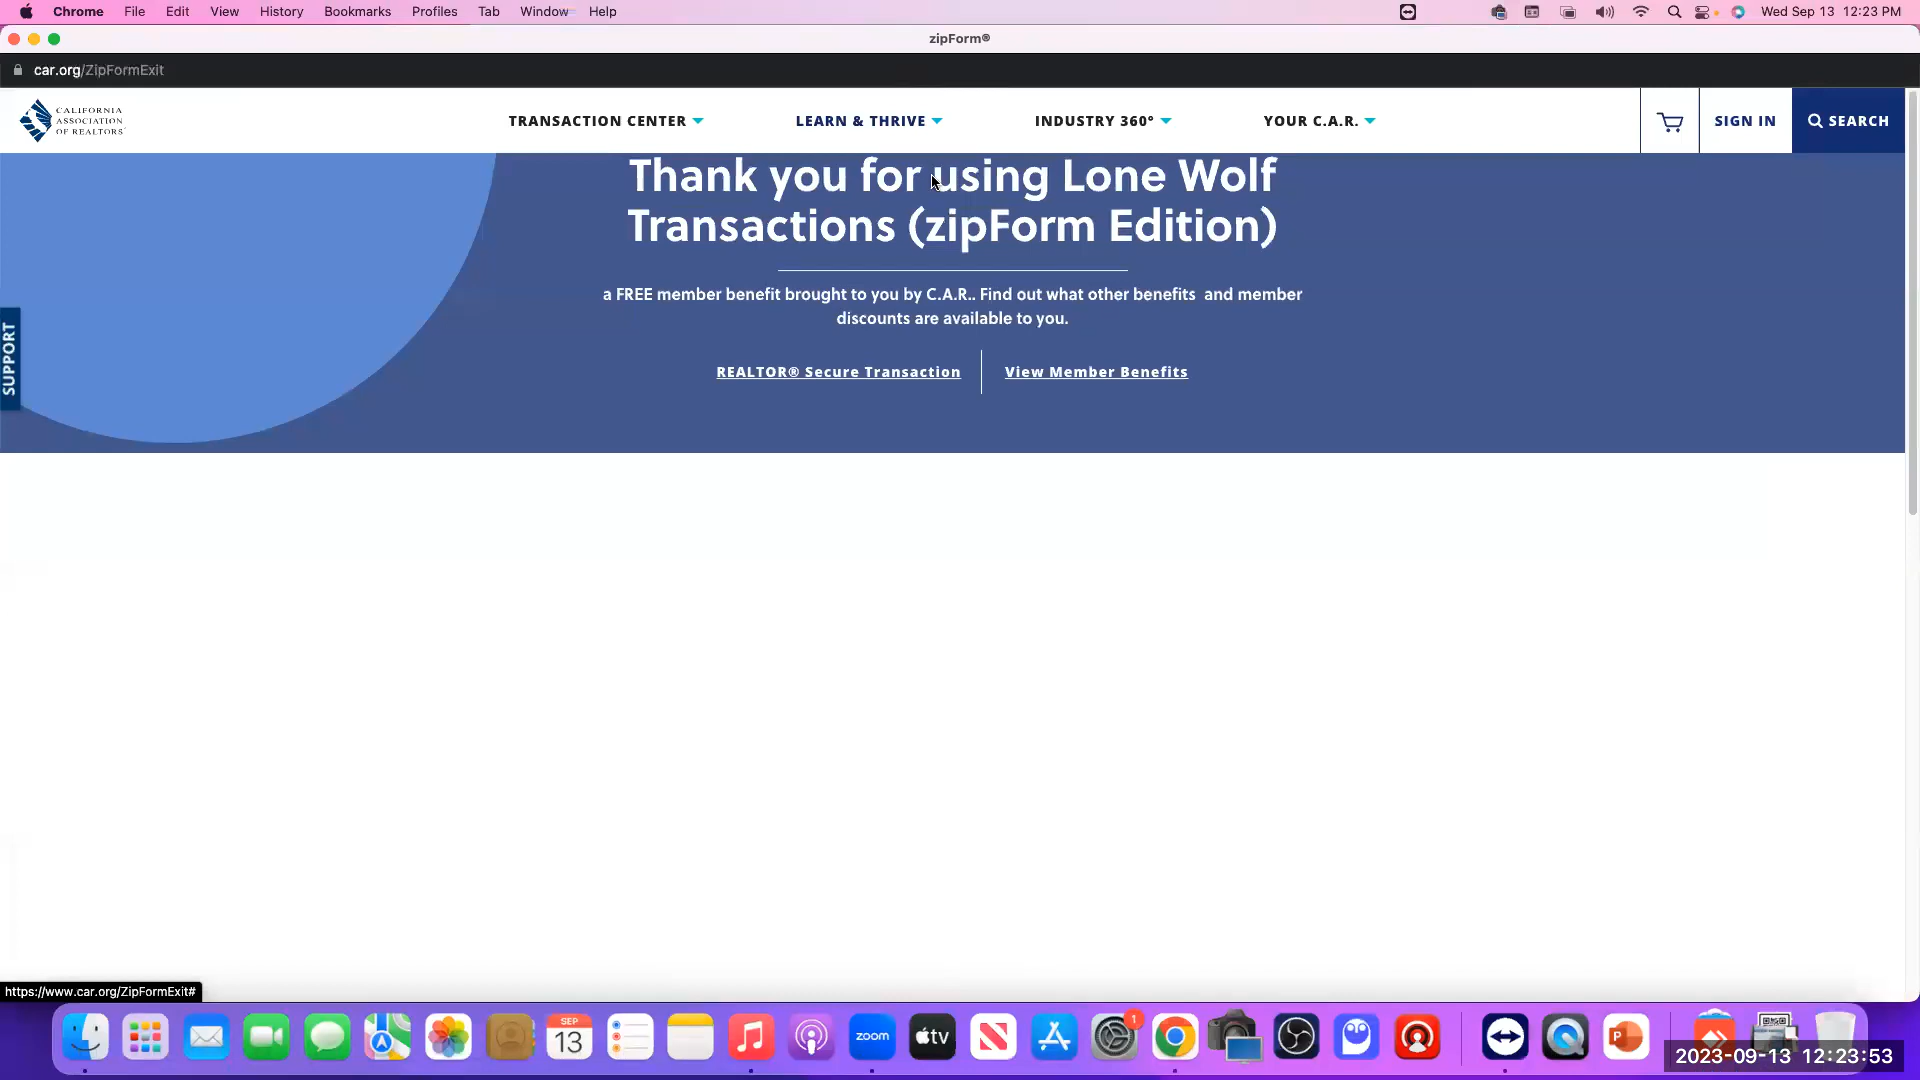 Chrome File Edit View History Bookmarks Profiles Tab Window Help Wed Sep 13 12:23 PM
zipForm®
car.org/ZipFormExit
CALIFORNIA
ASSOCIATION
OF REALTORS
TRANSACTION CENTER LEARN & THRIVE INDUSTRY 360° YOUR C.A.R. SIGN IN SEARCH
Thank you for using Lone Wolf
Transactions (zipForm Edition)
a FREE member benefit brought to you by C.A.R.. Find out what other benefits and member
discounts are available to you.
REALTOR® Secure Transaction View Member Benefits
SUPPORT
https://www.car.org/ZipFormExit#
SEP
13
zoom
tv
1
P
2023-09-13 12:23:53